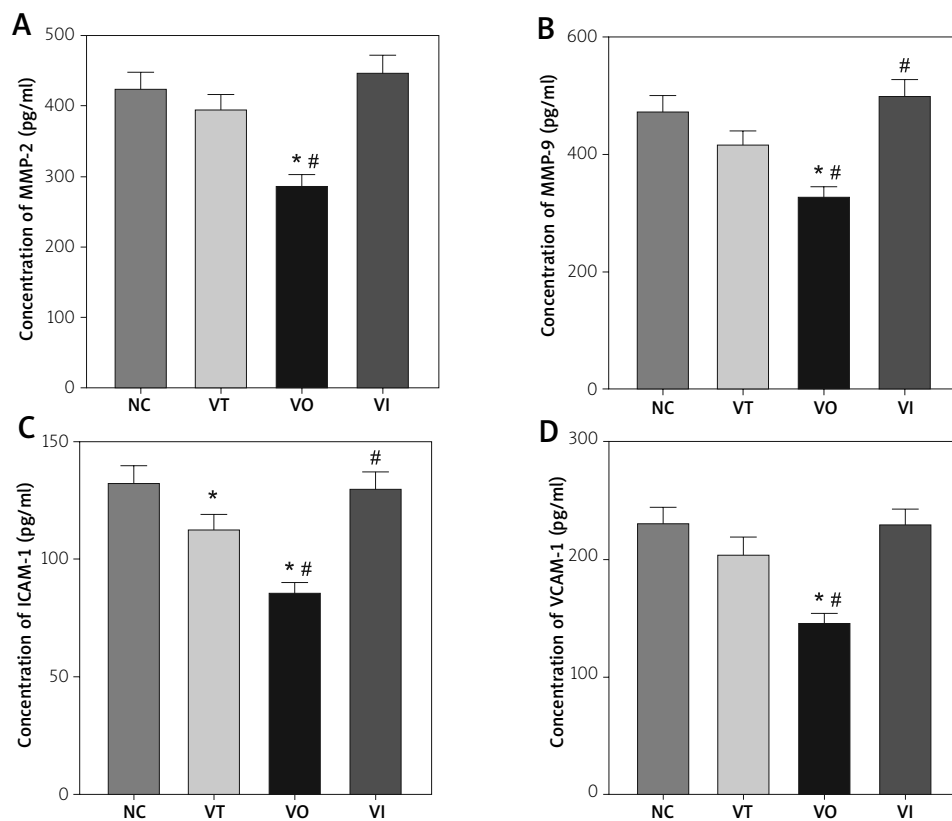 A
Concentration of MMP-2 (pg/ml)
500
400
300
200
100
0
* #
NC VT VO VI
B
Concentration of MMP-9 (pg/ml)
600
400
200
0
* #
#
NC VT VO VI
C
Concentration of ICAM-1 (pg/ml)
150
100
50
0
*
* #
#
NC VT VO VI
D
Concentration of VCAM-1 (pg/ml)
300
200
100
0
* #
NC VT VO VI